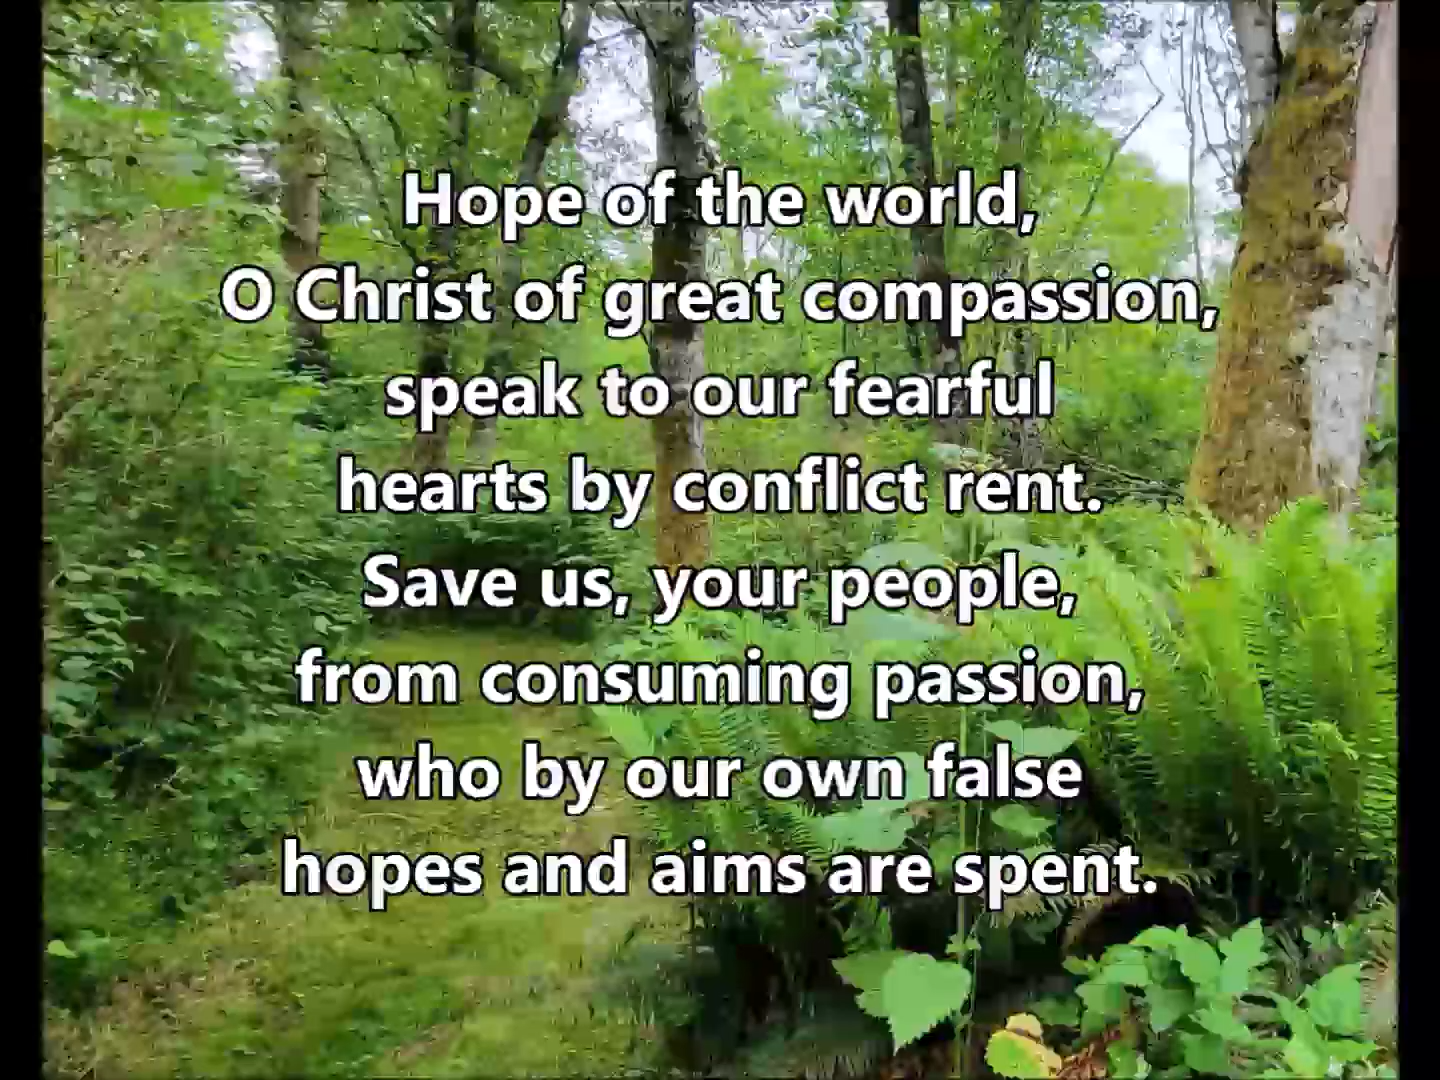 Hope of the world,
O Christ of great compassion,
speak to our fearful
hearts by conflict rent.
Save us, your people,
from consuming passion,
who by our own false
hopes and aims are spent.